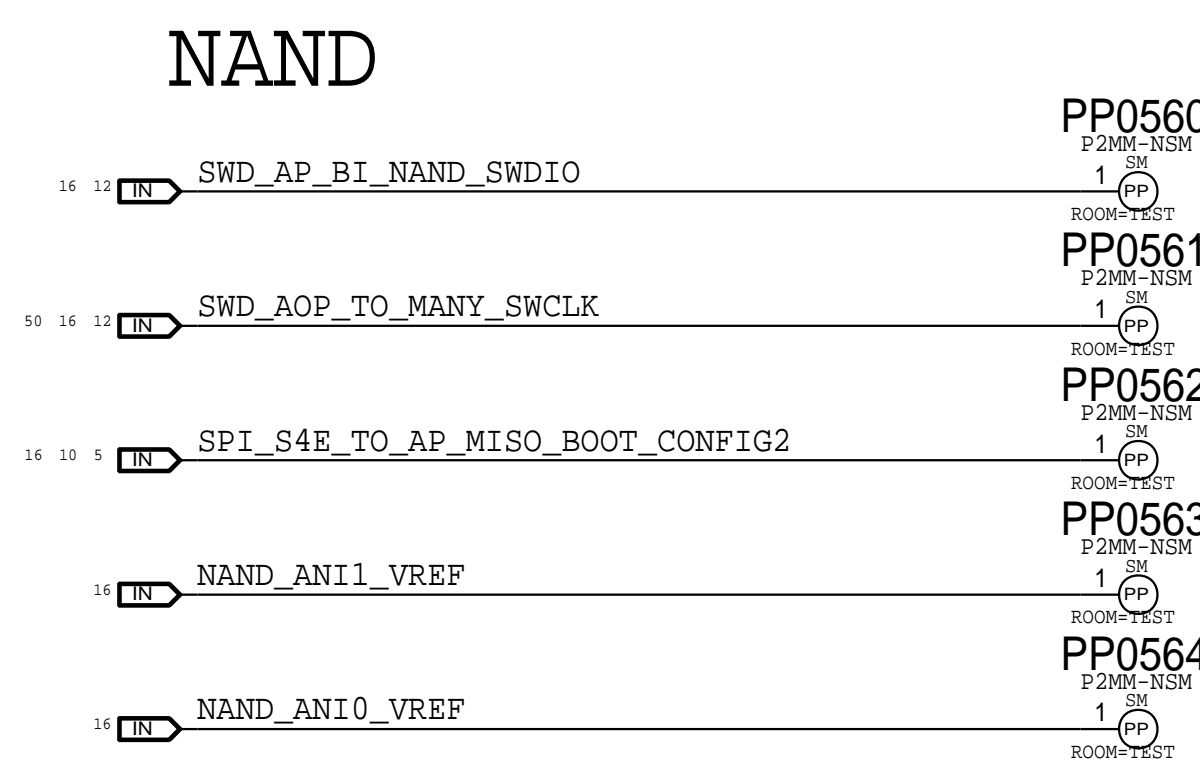 NAND
PP0560
P2MM-NSM
SM
16 12 IN SWD_AP_BI_NAND_SWDIO 1 PP
ROOM=TEST
PP0561
P2MM-NSM
SM
50 16 12 IN SWD_AOP_TO_MANY_SWCLK 1 PP
ROOM=TEST
PP0562
P2MM-NSM
SM
16 10 5 IN SPI_S4E_TO_AP_MISO_BOOT_CONFIG2 1 PP
ROOM=TEST
PP0563
P2MM-NSM
SM
16 IN NAND_ANI1_VREF 1 PP
ROOM=TEST
PP0564
P2MM-NSM
SM
16 IN NAND_ANI0_VREF 1 PP
ROOM=TEST